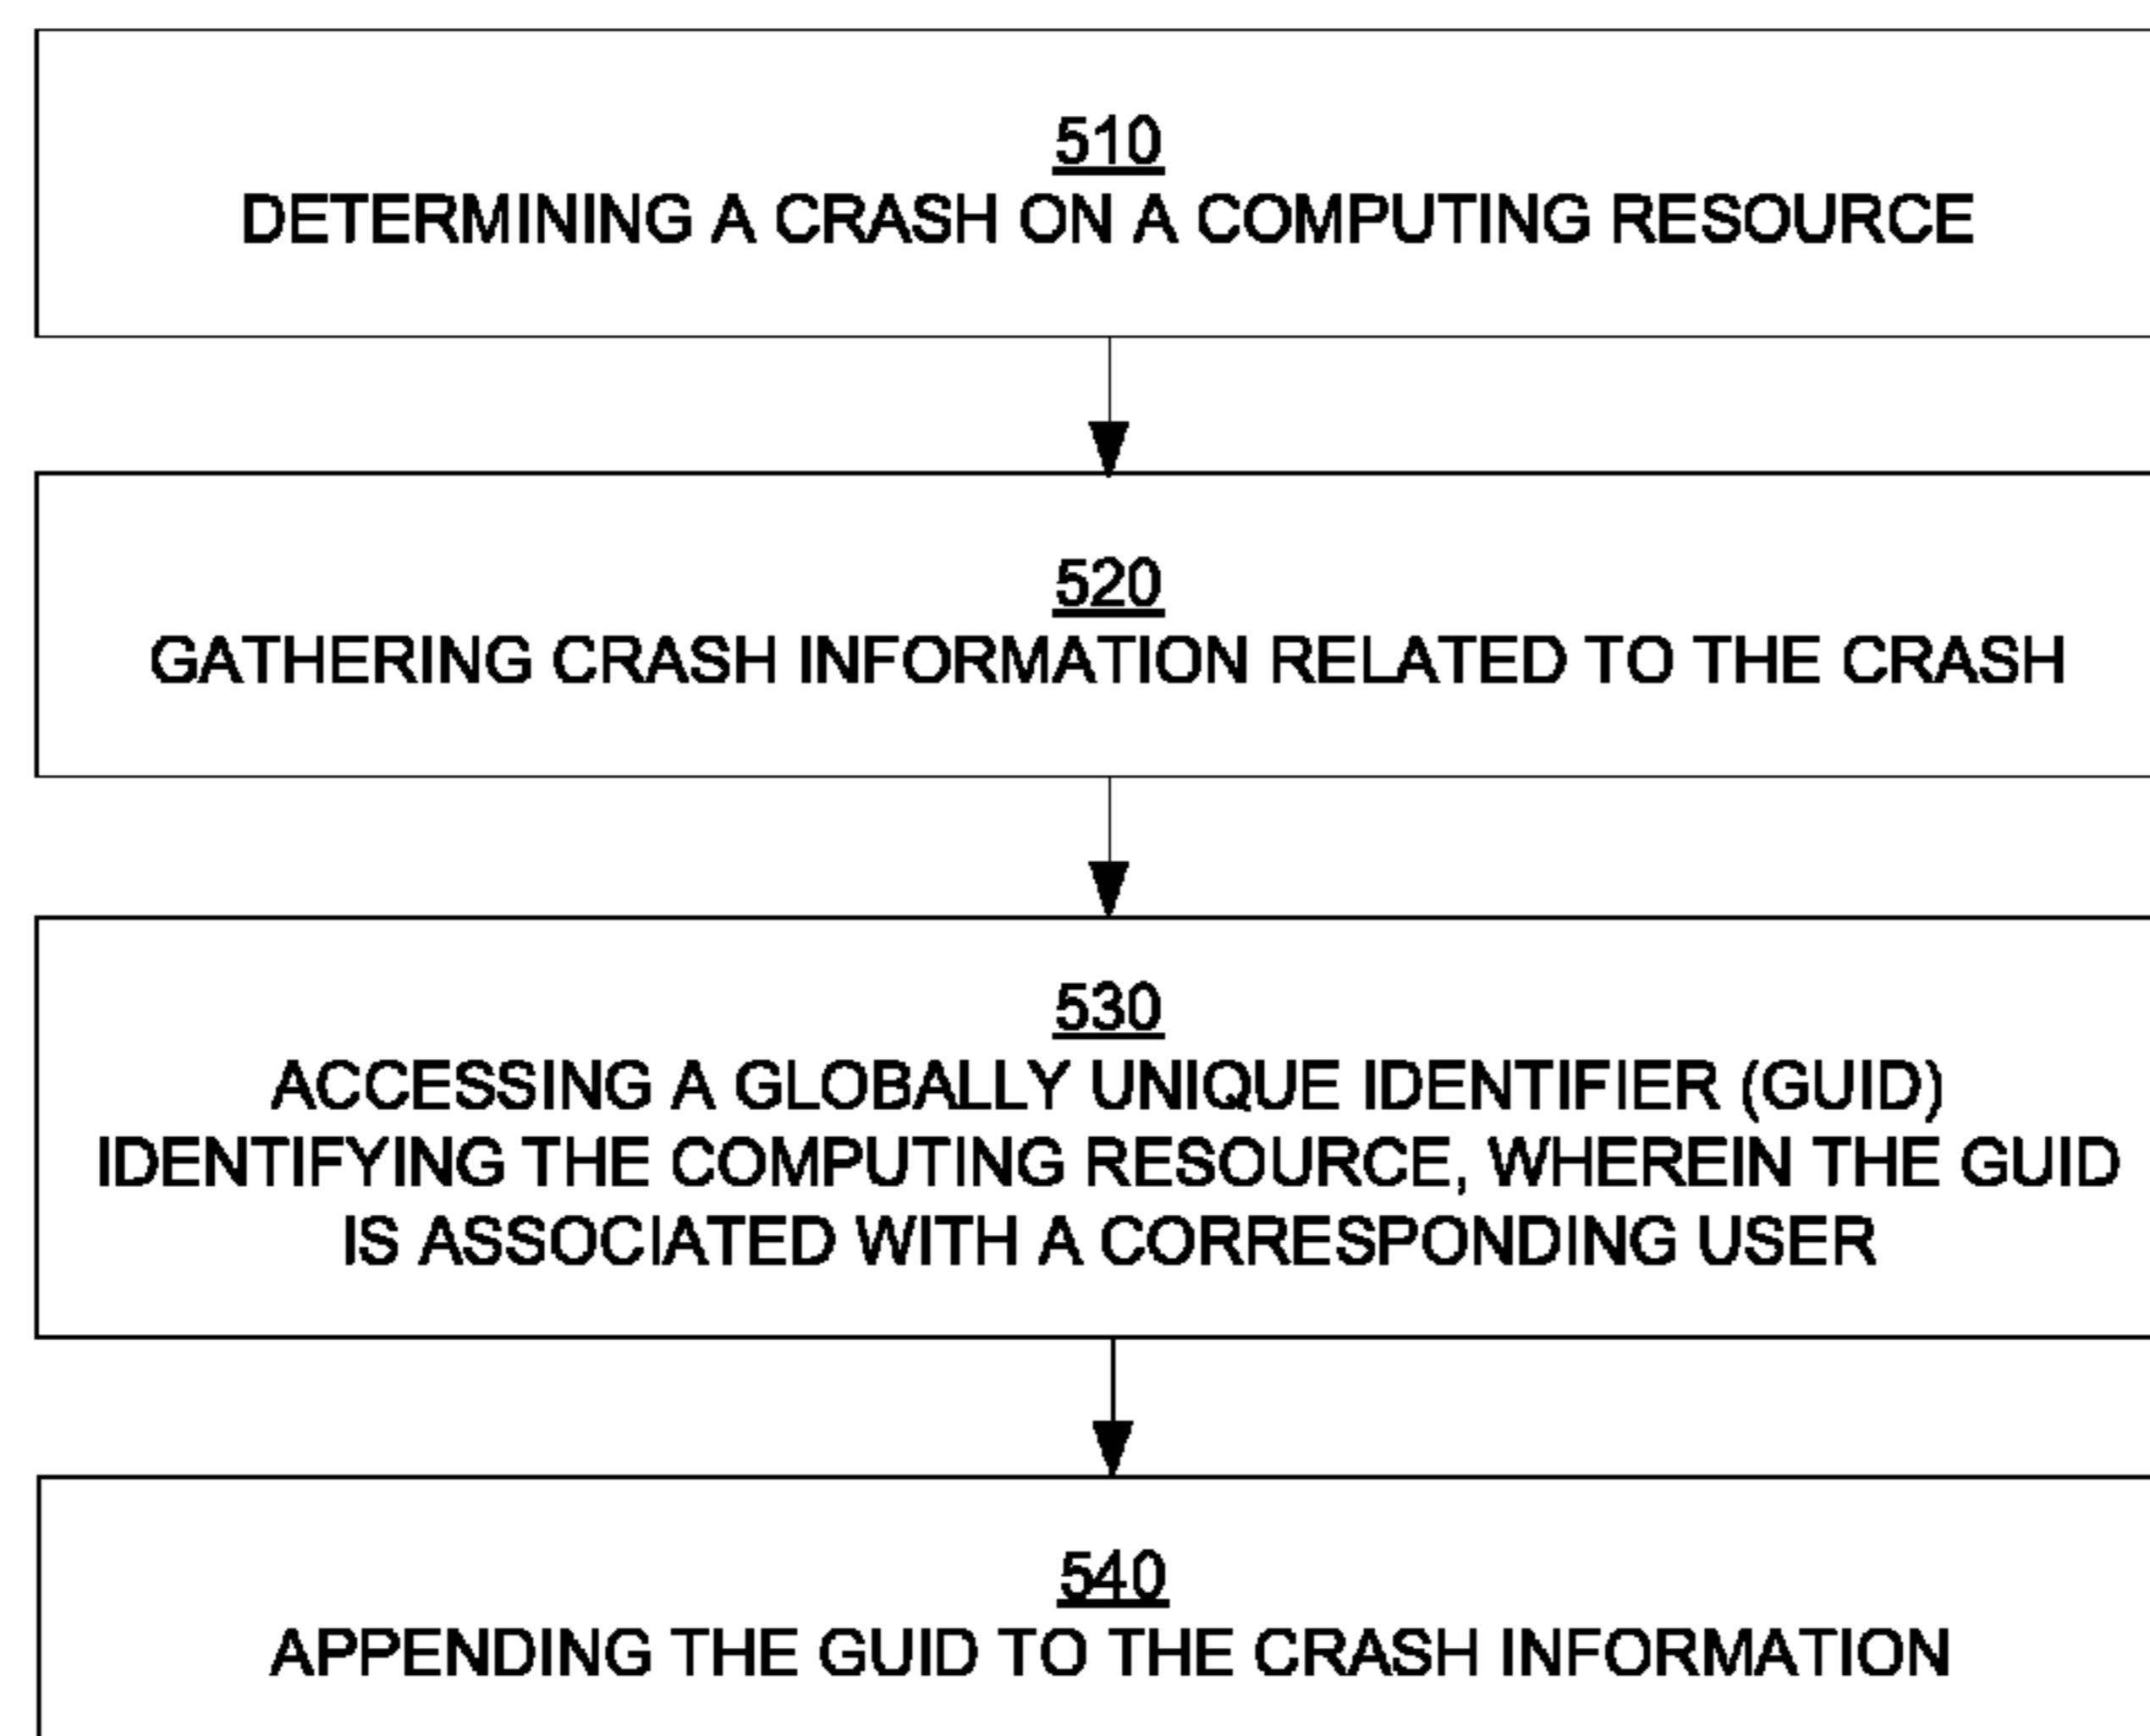 510
DETERMINING A CRASH ON A COMPUTING RESOURCE
520
GATHERING CRASH INFORMATION RELATED TO THE CRASH
530
ACCESSING A GLOBALLY UNIQUE IDENTIFIER (GUID)
IDENTIFYING THE COMPUTING RESOURCE, WHEREIN THE GUID
IS ASSOCIATED WITH A CORRESPONDING USER
540
APPENDING THE GUID TO THE CRASH INFORMATION